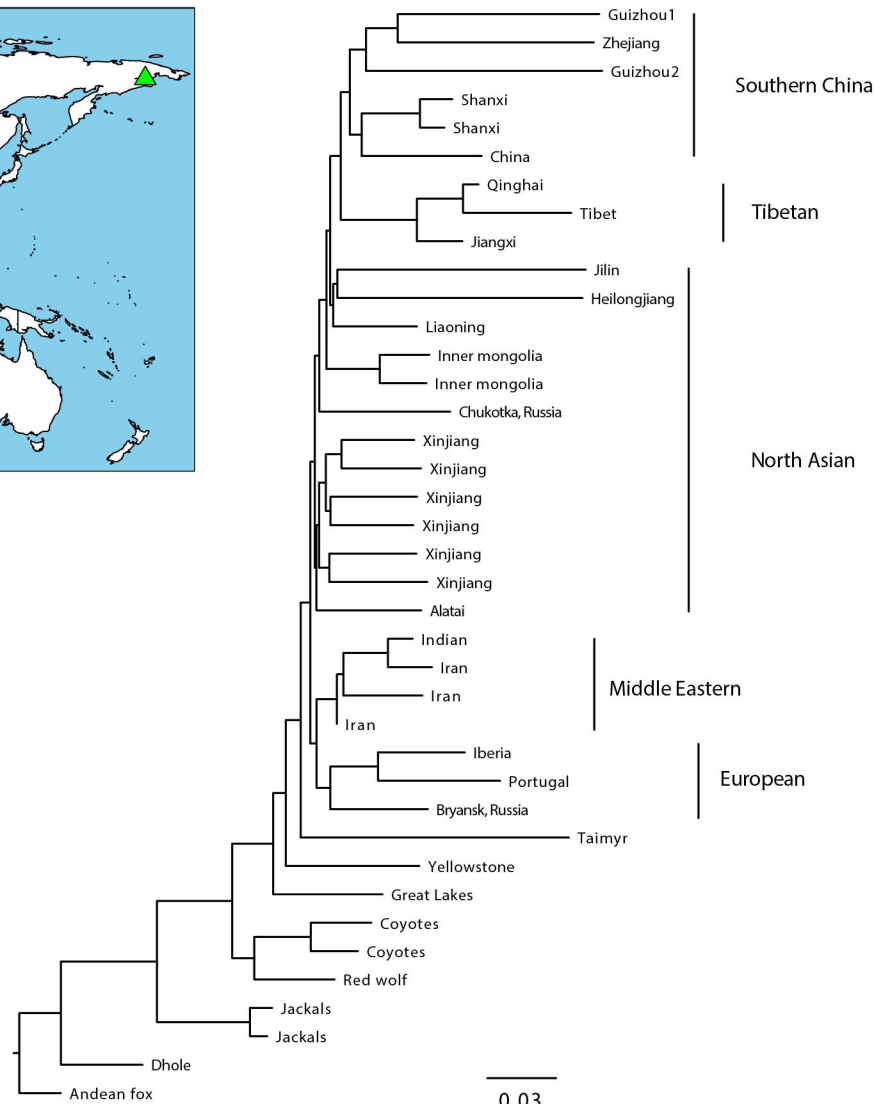 Guizhou1
Zhejiang
Guizhou2
Southern China
Shanxi
Shanxi
China
Qinghai
Tibet
Tibetan
Jiangxi
Jilin
Heilongjiang
Liaoning
Inner mongolia
Inner mongolia
Chukotka, Russia
Xinjiang
North Asian
Xinjiang
Xinjiang
Xinjiang
Xinjiang
Xinjiang
Alatai
Indian
Iran
Middle Eastern
Iran
Iran
Iberia
European
Portugal
Bryansk, Russia
Taimyr
Yellowstone
Great Lakes
Coyotes
Coyotes
Red wolf
Jackals
Jackals
Dhole
Andean fox
0.03